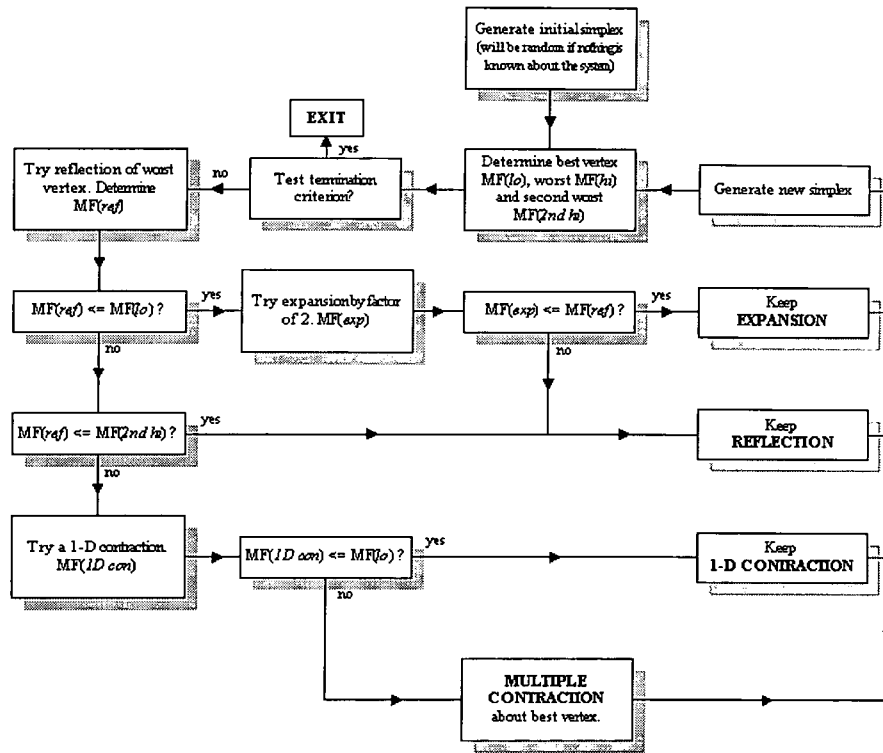 Generate initial simplex
(will be random if nothing is
known about the system)
EXIT
yes
no
Try reflection of worst
vertex. Determine
MF(ref)
Test termination
criterion?
Determine best vertex
MF(lo), worst MF(hi)
and second worst
MF(2nd hi)
Generate new simplex
MF(ref) <= MF(lo) ?
yes
Try expansion by factor
of 2. MF(exp)
MF(exp) <= MF(ref) ?
yes
Keep
EXPANSION
no
no
MF(ref) <= MF(2nd hi) ?
yes
Keep
REFLECTION
no
Try a 1-D contraction.
MF(1D con)
MF(1D con) <= MF(lo) ?
yes
Keep
1-D CONTRACTION
no
MULTIPLE
CONTRACTION
about best vertex.